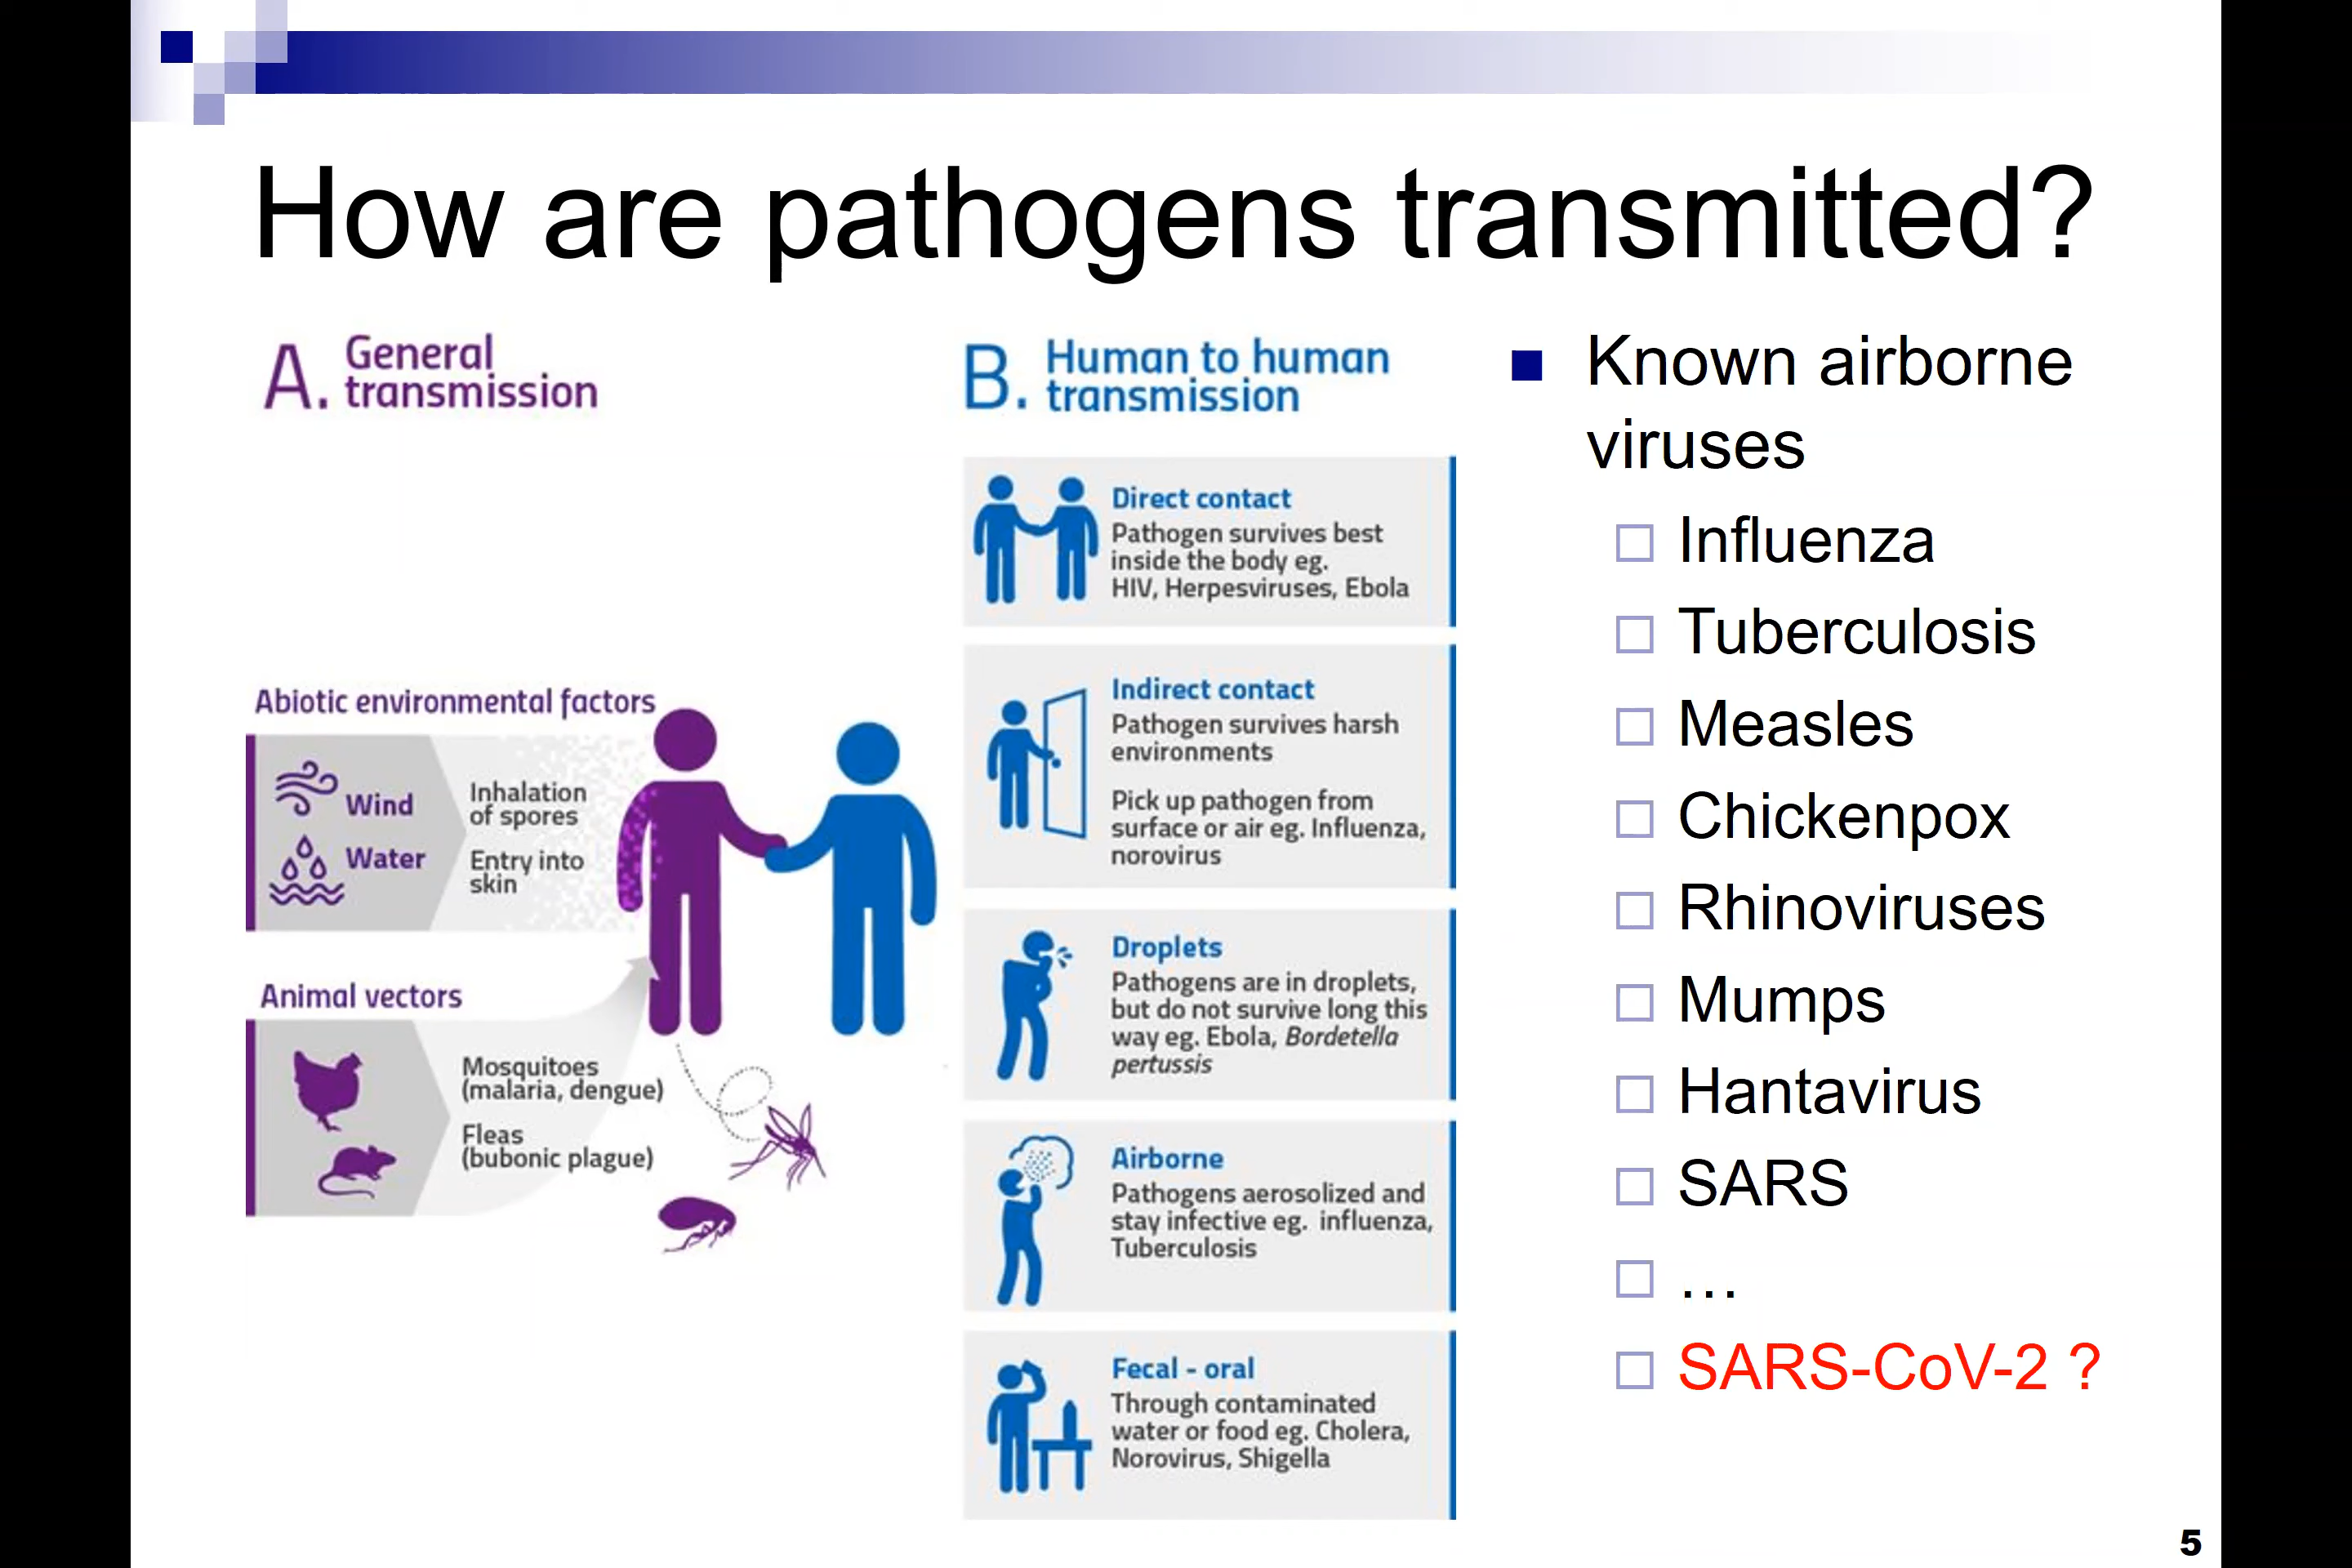 How are pathogens transmitted?
A. General
transmission
Abiotic environmental factors
Wind
Water
Inhalation
of spores
Entry into
skin
Animal vectors
Mosquitoes
(malaria, dengue)
Fleas
(bubonic plague)
B. Human to human
transmission
Direct contact
Pathogen survives best
inside the body eg.
HIV, Herpesviruses, Ebola
Indirect contact
Pathogen survives harsh
environments
Pick up pathogen from
surface or air eg. Influenza,
norovirus
Droplets
Pathogens are in droplets,
but do not survive long this
way eg. Ebola, Bordetella
pertussis
Airborne
Pathogens aerosolized and
stay infective eg. influenza,
Tuberculosis
Fecal - oral
Through contaminated
water or food eg. Cholera,
Norovirus, Shigella
Known airborne
viruses
Influenza
Tuberculosis
Measles
Chickenpox
Rhinoviruses
Mumps
Hantavirus
SARS
…
SARS-CoV-2 ?
5